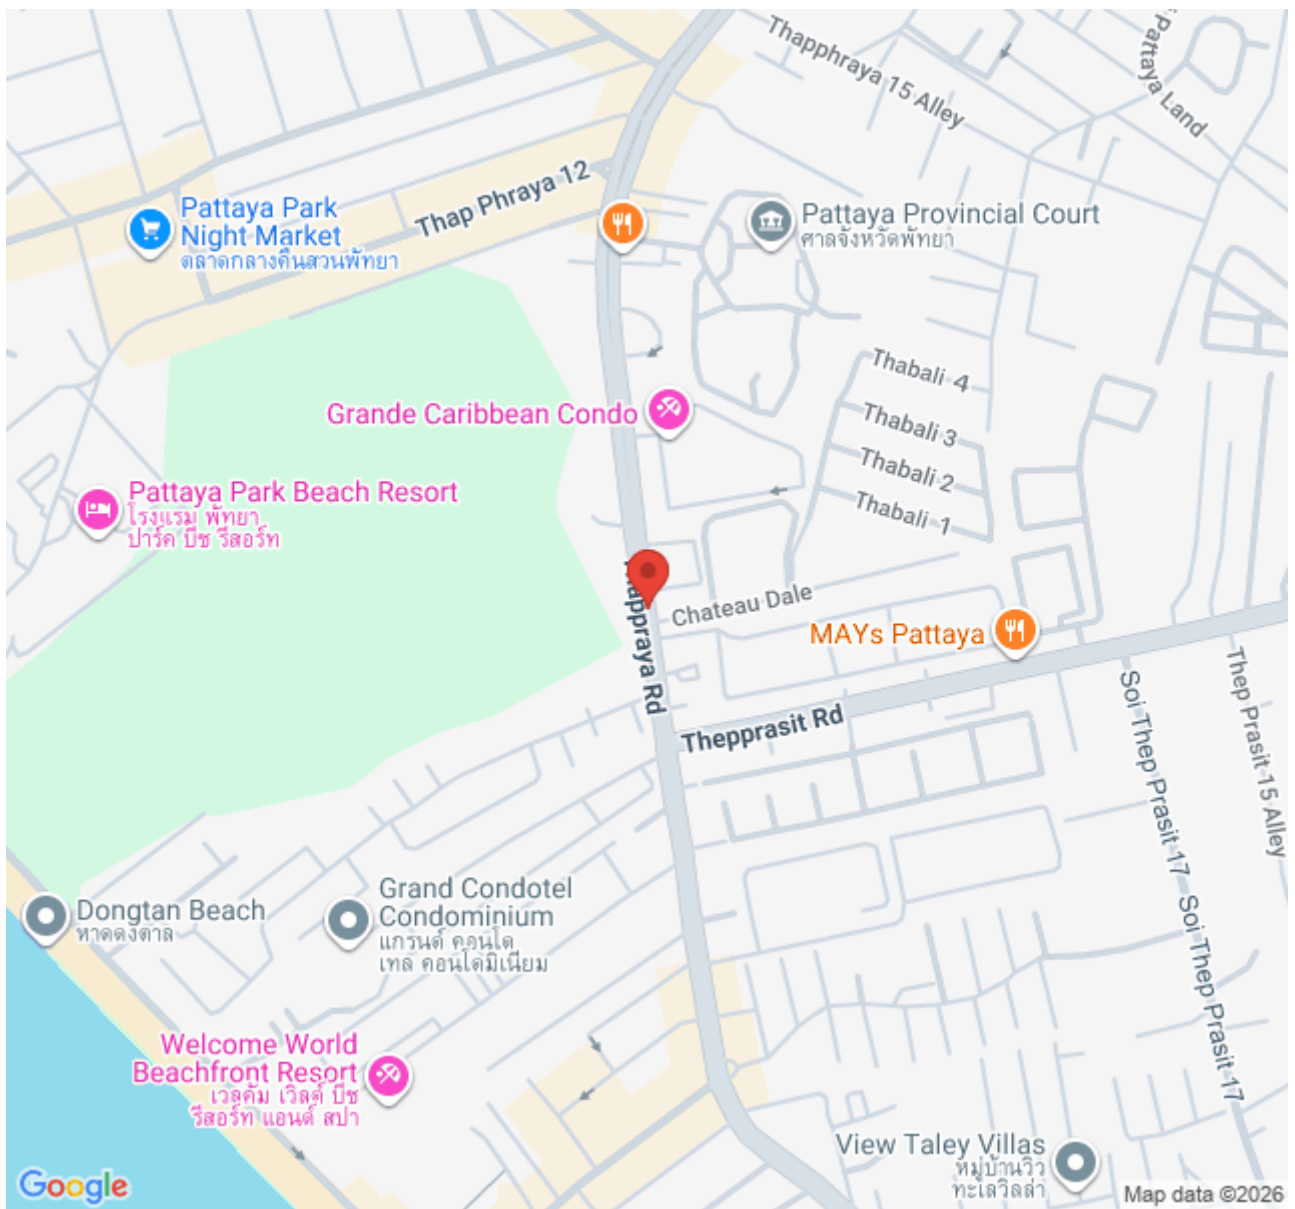 Thapphraya 15 Alley
Pattaya Land
Thap Phraya 12
Pattaya Park
Night Market
ตลาดกลางคืนสวนพัทยา
Pattaya Provincial Court
ศาลจังหวัดพัทยา
Thabali 4
Grande Caribbean Condo
Thabali 3
Thabali 2
Thabali 1
Pattaya Park Beach Resort
โรงแรม พัทยา
ปาร์ค บีช รีสอร์ท
Chateau Dale
MAYs Pattaya
Thappraya Rd
Thepprasit Rd
Soi Thep Prasit 17
Soi Thep Prasit 17
Thep Prasit 15 Alley
Grand Condotel
Condominium
แกรนด์ คอนโด
เทล คอนโดมิเนียม
Dongtan Beach
หาดดงตาล
Welcome World
Beachfront Resort
เวลคัม เวิลด์ บีช
รีสอร์ท แอนด์ สปา
View Taley Villas
หมู่บ้านวิว
ทะเลวิลล่า
Google
Map data ©2026